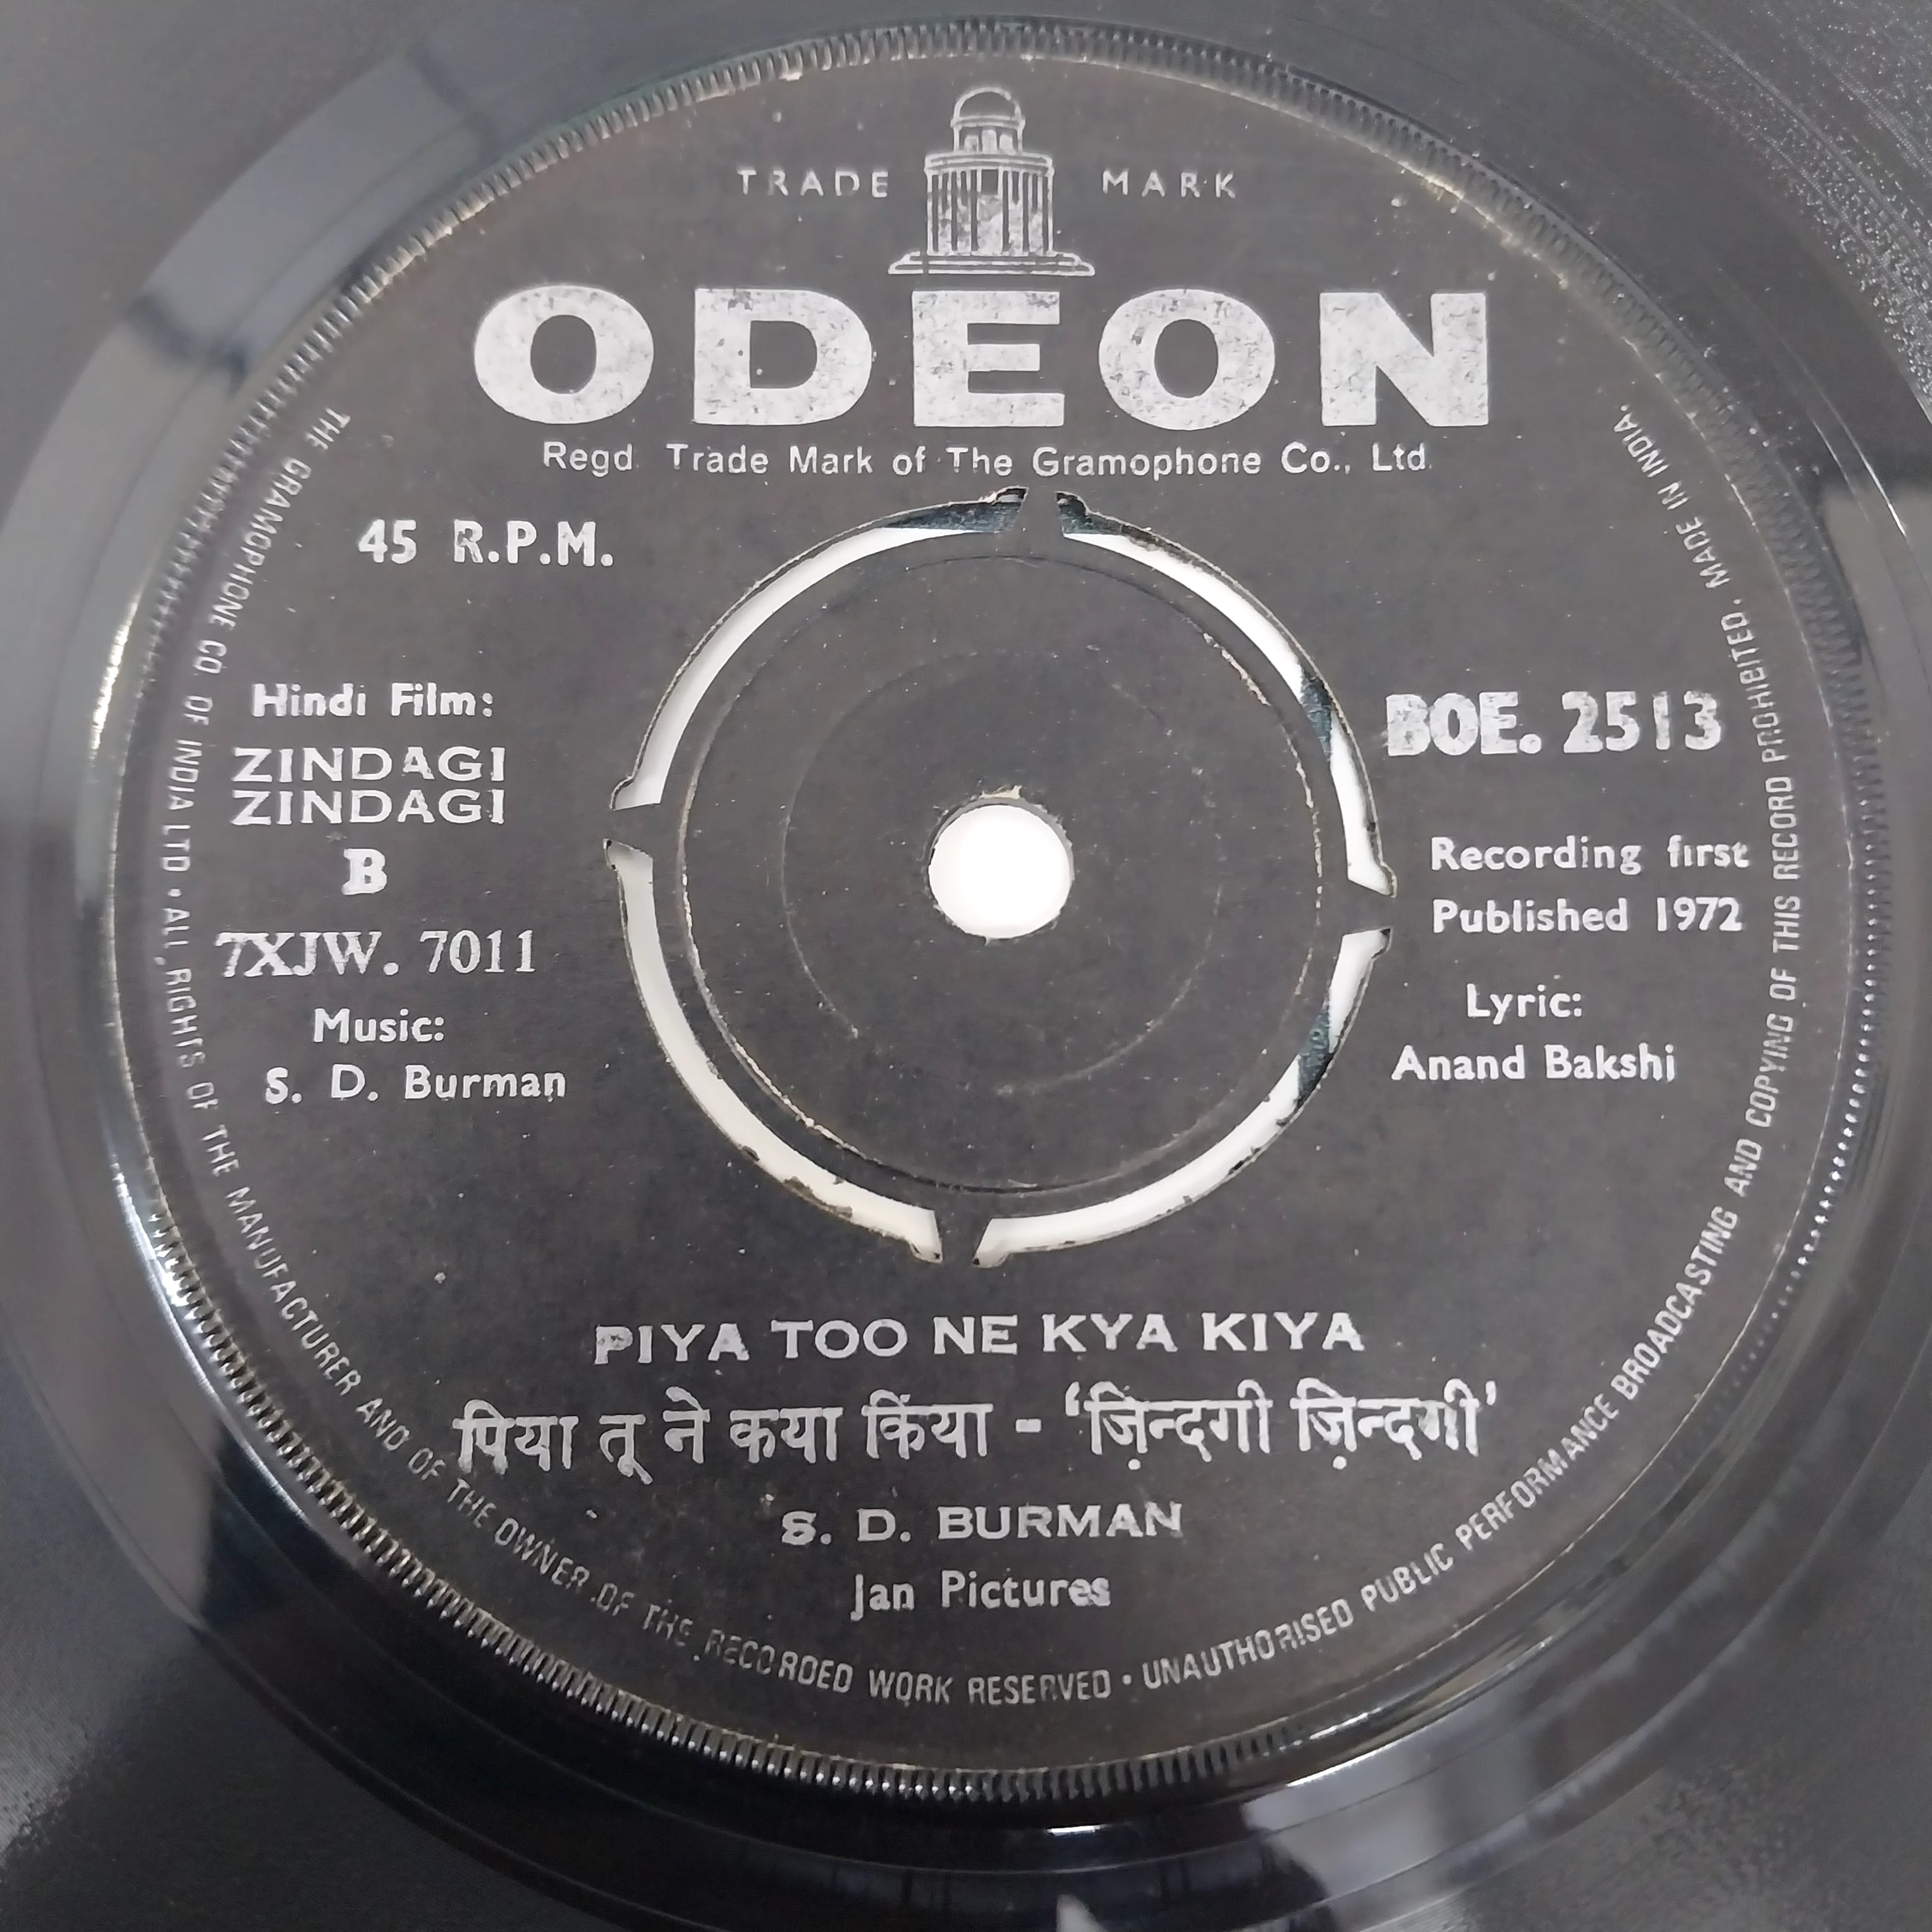 TRADE MARK
ODEON
Regd. Trade Mark of The Gramophone Co., Ltd.
45 R.P.M.
Hindi Film:
ZINDAGI
ZINDAGI
B
7XJW. 7011
Music:
S. D. Burman
BOE. 2513
Recording first
Published 1972
Lyric:
Anand Bakshi
PIYA TOO NE KYA KIYA
पिया तू ने कया किंया - ‘ज़िन्दगी ज़िन्दगी’
S. D. BURMAN
Jan Pictures
THE GRAMOPHONE CO. OF INDIA LTD • ALL RIGHTS OF THE MANUFACTURER AND OF THE OWNER OF THE RECORDED WORK RESERVED • UNAUTHORISED PUBLIC PERFORMANCE BROADCASTING AND COPYING OF THIS RECORD PROHIBITED. MADE IN INDIA.